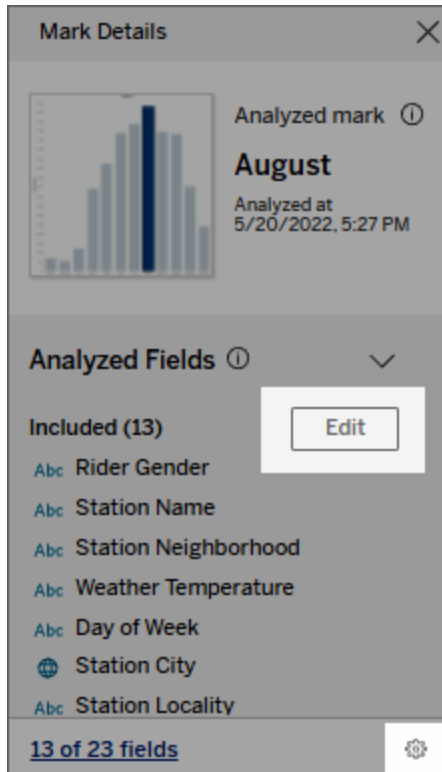 Mark Details
Analyzed mark
August
Analyzed at
5/20/2022, 5:27 PM
Analyzed Fields
Included (13)
Edit
Abc Rider Gender
Abc Station Name
Abc Station Neighborhood
Abc Weather Temperature
Abc Day of Week
Station City
Abc Station Locality
13 of 23 fields